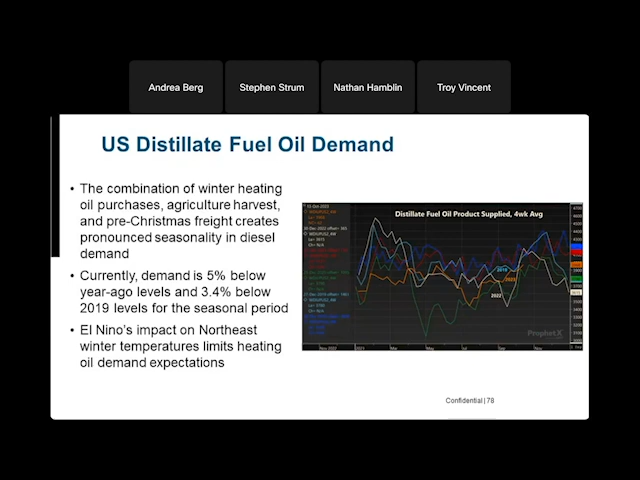 Andrea Berg
Stephen Strum
Nathan Hamblin
Troy Vincent
US Distillate Fuel Oil Demand
• The combination of winter heating
oil purchases, agriculture harvest,
and pre-Christmas freight creates
pronounced seasonality in diesel
demand
• Currently, demand is 5% below
year-ago levels and 3.4% below
2019 levels for the seasonal period
• El Nino's impact on Northeast
winter temperatures limits heating
oil demand expectations
Distillate Fuel Oil Product Supplied, 4wk Avg
2019
2023
2022
ProphetX
Confidential | 78